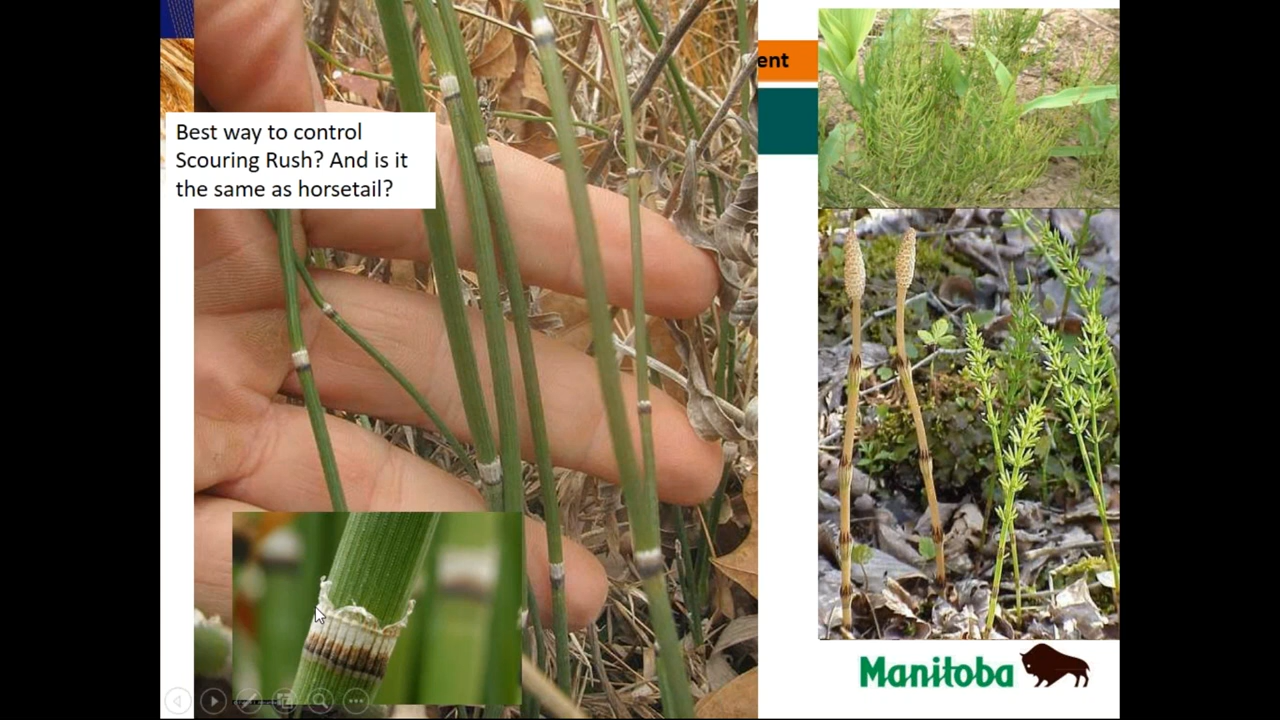 Best way to control
Scouring Rush? And is it
the same as horsetail?
ent
Manitoba